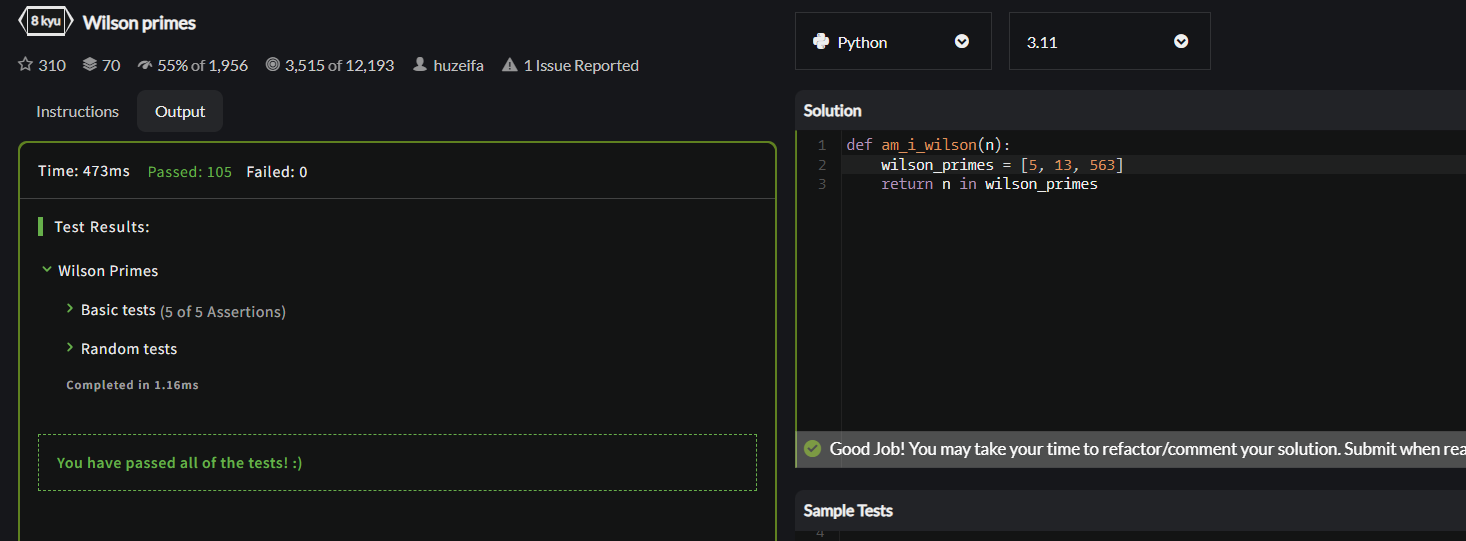 8 kyu Wilson primes
310 70 55% of 1,956 3,515 of 12,193 huzeifa 1 Issue Reported
Instructions Output
Time: 473ms Passed: 105 Failed: 0
Test Results:
Wilson Primes
Basic tests (5 of 5 Assertions)
Random tests
Completed in 1.16ms
You have passed all of the tests! :)
Python 3.11
Solution
1 def am_i_wilson(n):
2     wilson_primes = [5, 13, 563]
3     return n in wilson_primes
Good Job! You may take your time to refactor/comment your solution. Submit when rea
Sample Tests
4